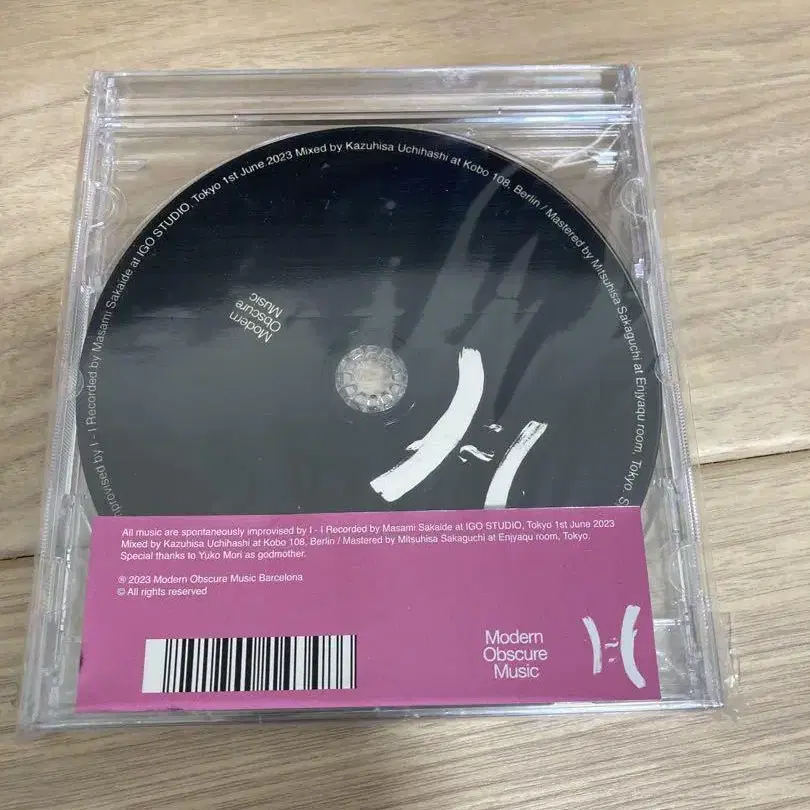 mprovised by I - I Recorded by Masami Sakaide at IGO STUDIO, Tokyo 1st June 2023 Mixed by Kazuhisa Uchihashi at Kobo 108, Berlin / Mastered by Mitsuhisa Sakaguchi at Enjyaqu room, Tokyo. S
Modern
Obscure
Music
All music are spontaneously improvised by I - I Recorded by Masami Sakaide at IGO STUDIO, Tokyo 1st June 2023
Mixed by Kazuhisa Uchihashi at Kobo 108, Berlin / Mastered by Mitsuhisa Sakaguchi at Enjyaqu room, Tokyo.
Special thanks to Yuko Mori as godmother.
℗ 2023 Modern Obscure Music Barcelona
© All rights reserved
Modern
Obscure
Music